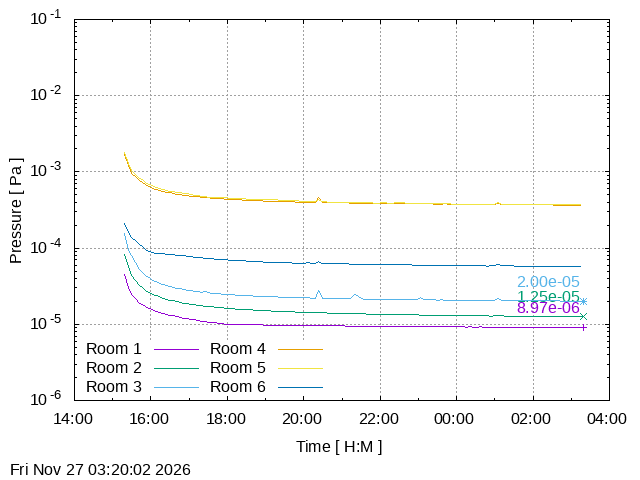 10^-1
10^-2
10^-3
10^-4
10^-5
10^-6
Pressure [ Pa ]
2.00e-05
1.25e-05
8.97e-06
Room 1 Room 4
Room 2 Room 5
Room 3 Room 6
14:00 16:00 18:00 20:00 22:00 00:00 02:00 04:00
Time [ H:M ]
Fri Nov 27 03:20:02 2026